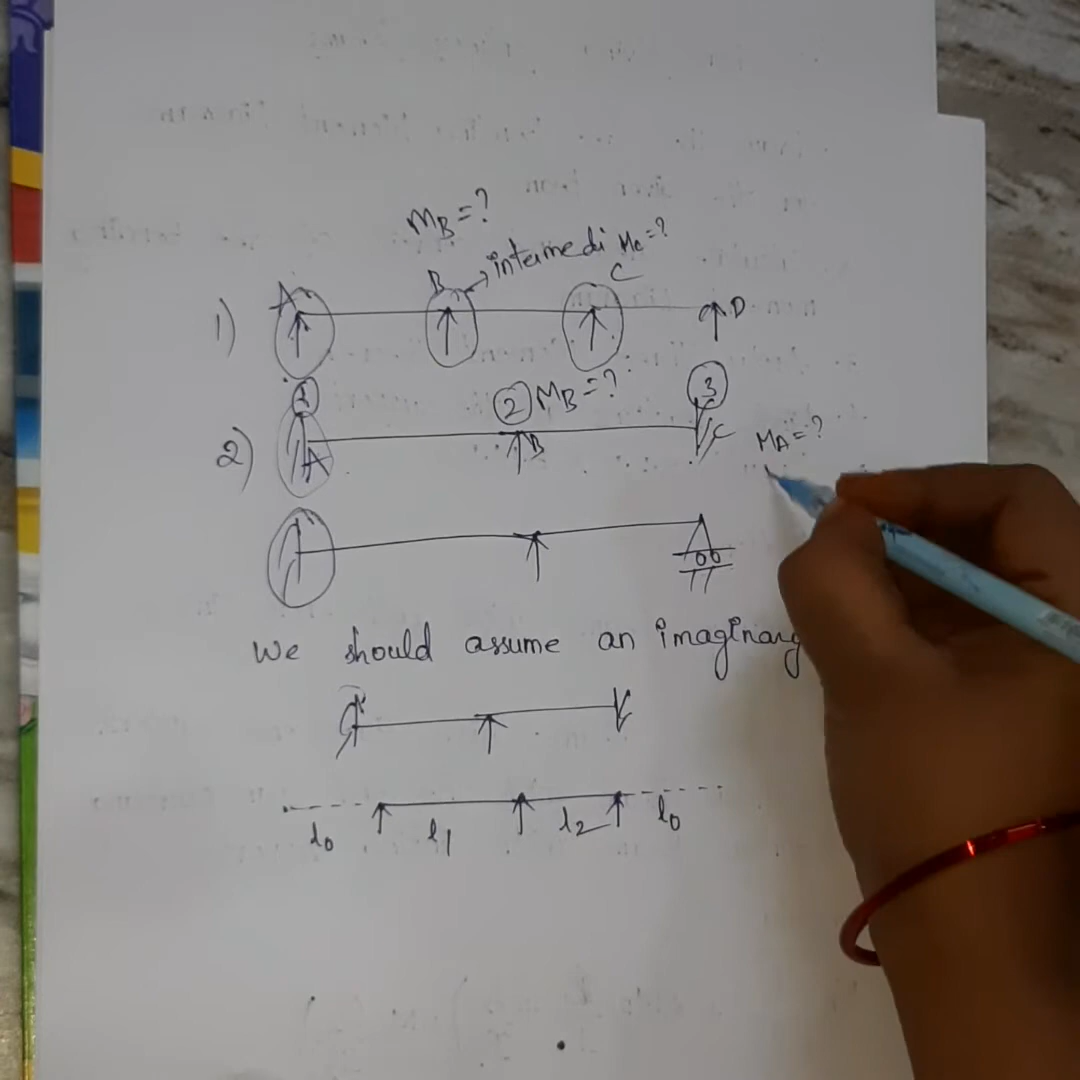 MB=?
B → intermedi Mc=? C
1) A D
1 2 MB=? 3
2) A B C MA=?
We should assume an imaginary
l0 l1 l2 l0